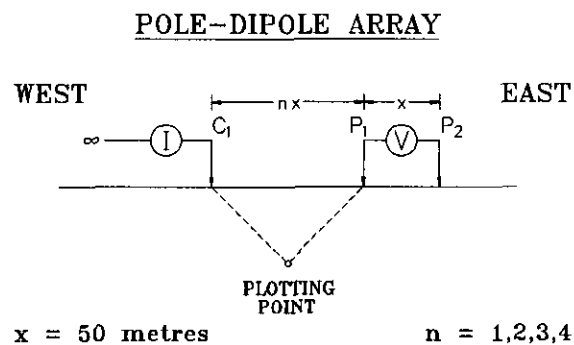 POLE-DIPOLE ARRAY
WEST
EAST
nx
x
∞
I
C1
P1
V
P2
PLOTTING
POINT
x = 50 metres
n = 1,2,3,4